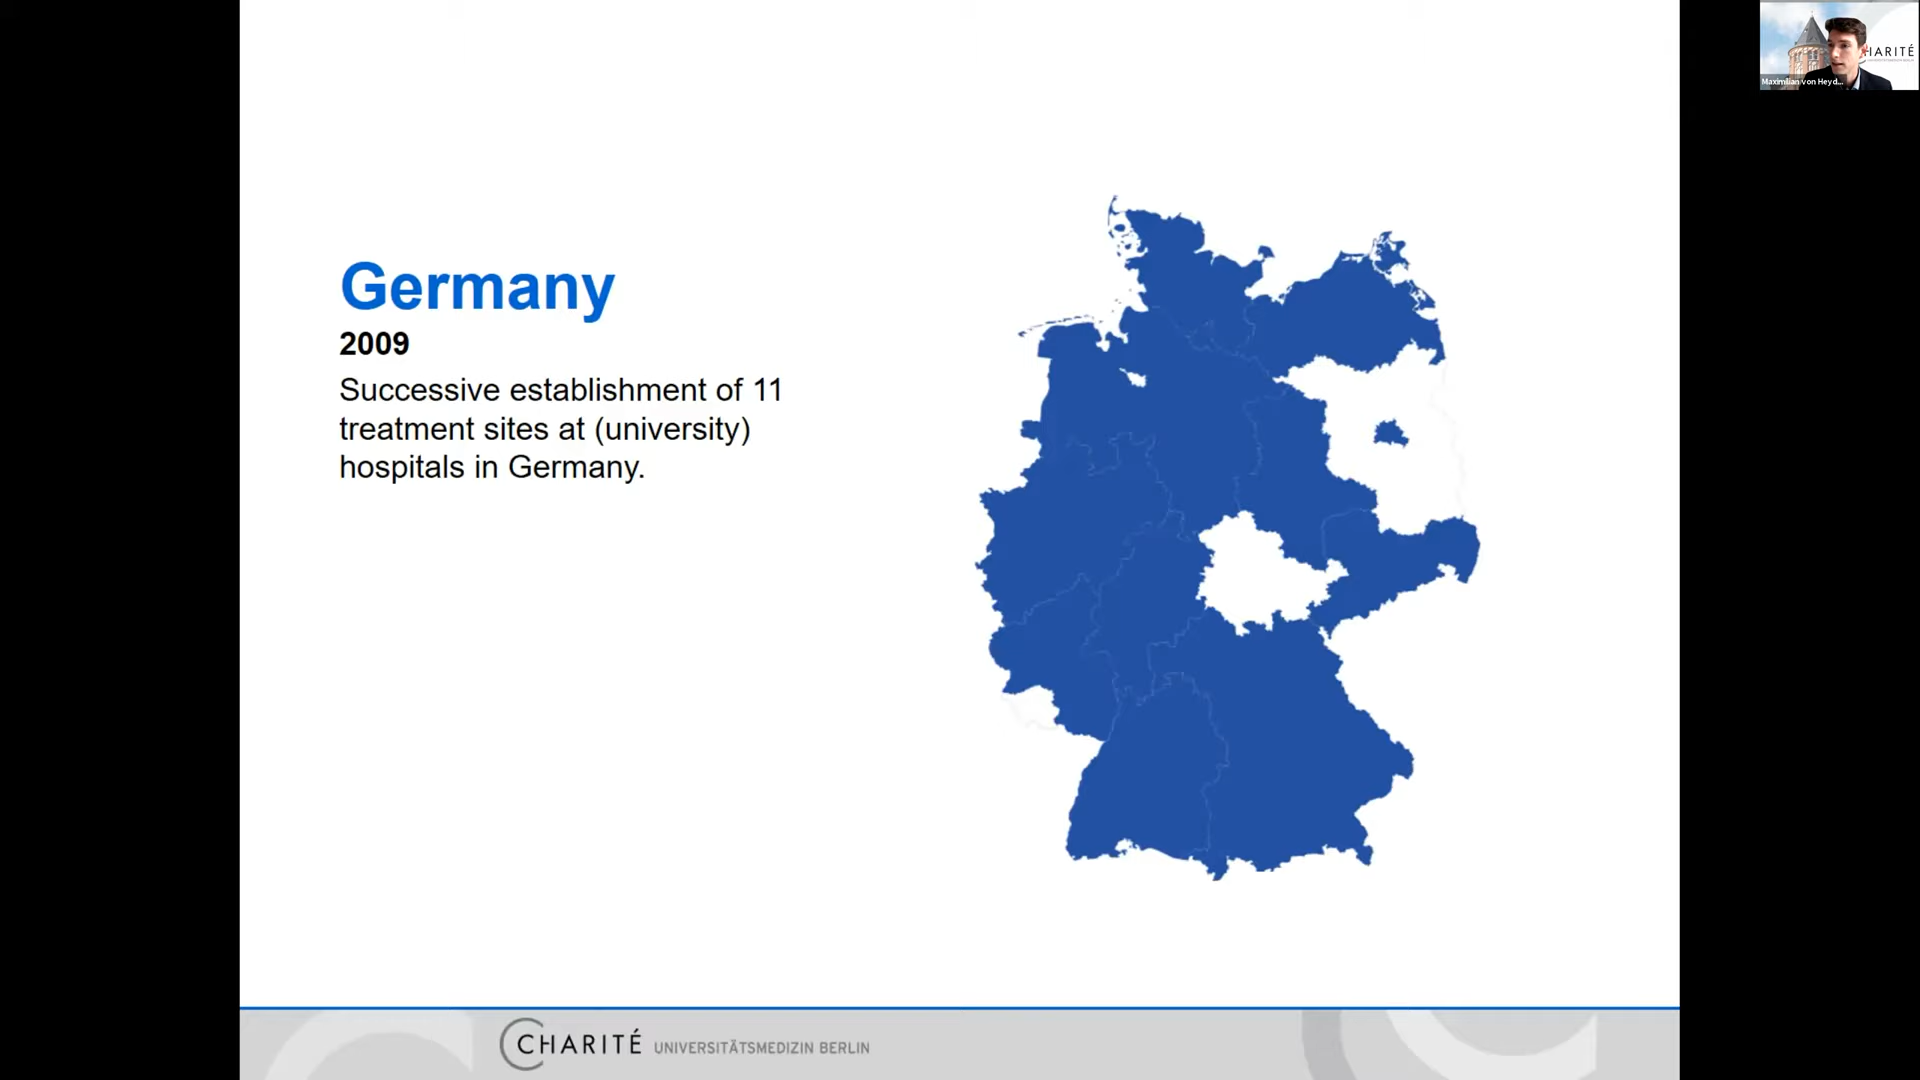 HARITÉ
Maximilian von Heyd...
Germany
2009
Successive establishment of 11
treatment sites at (university)
hospitals in Germany.
CHARITÉ UNIVERSITÄTSMEDIZIN BERLIN